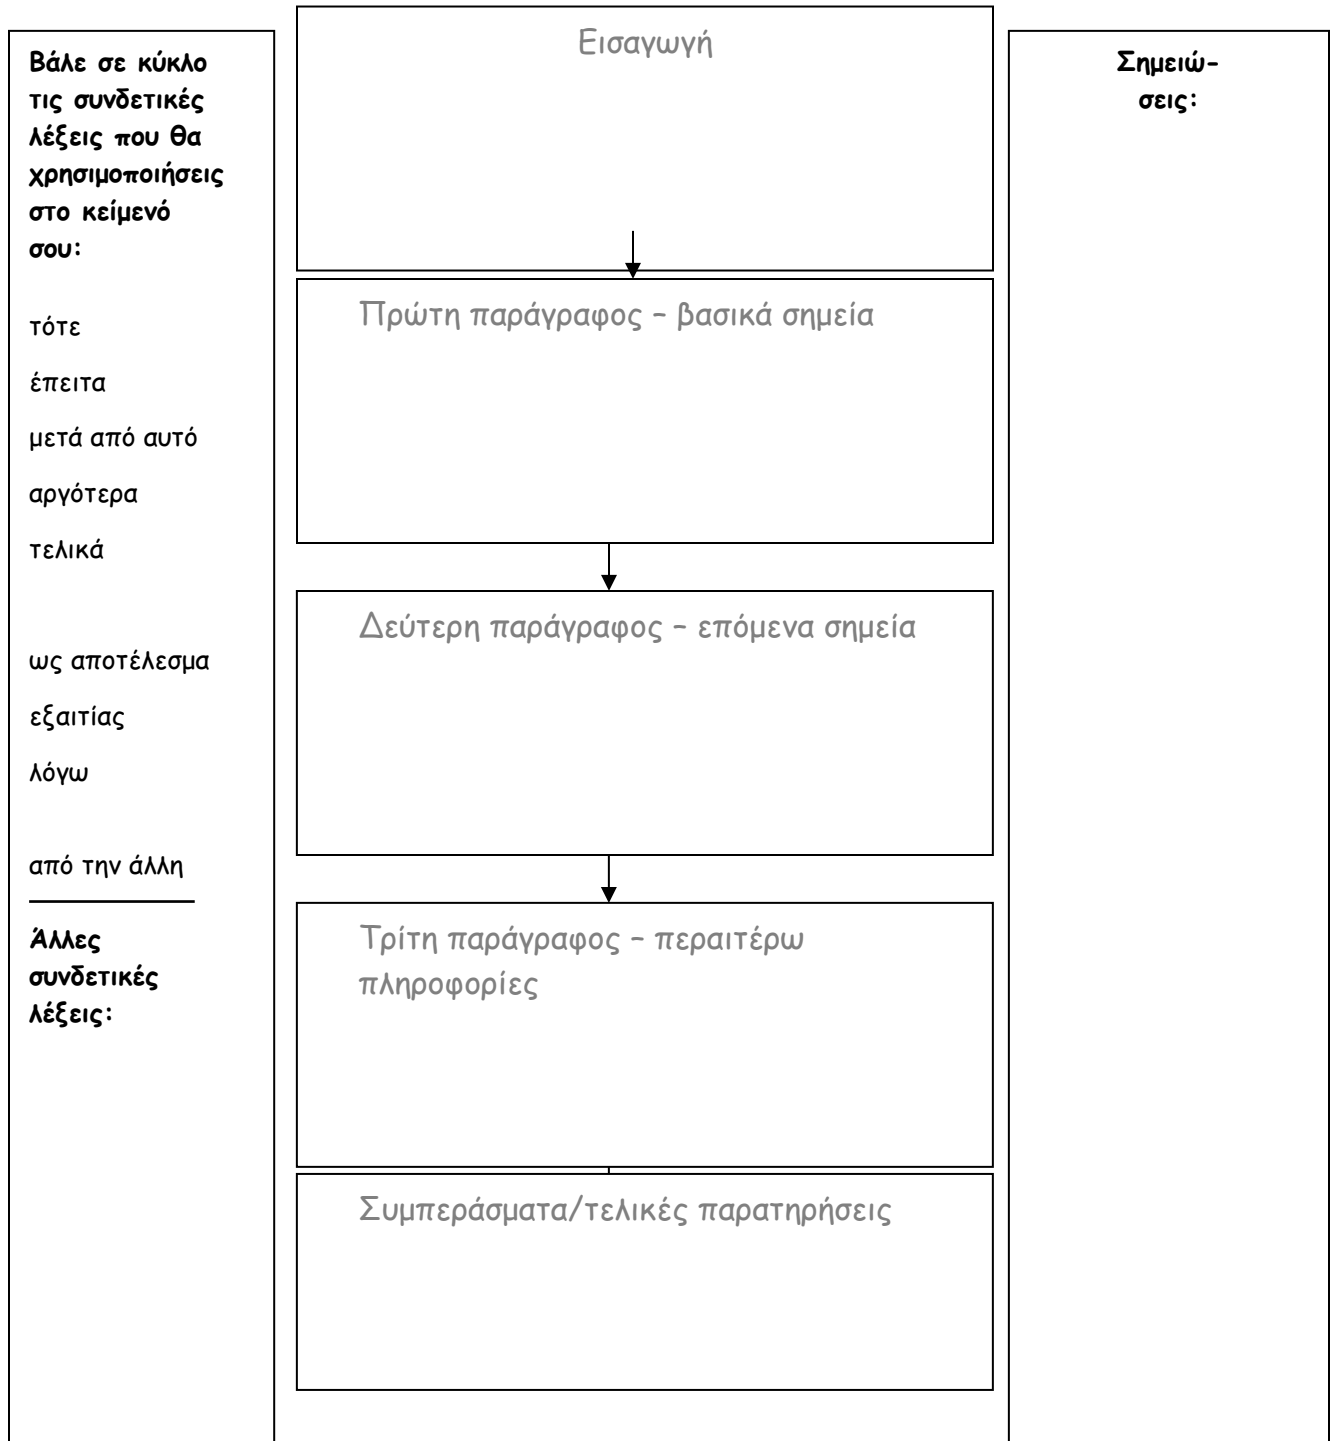 Βάλε σε κύκλο
τις συνδετικές
λέξεις που θα
χρησιμοποιήσεις
στο κείμενό
σου:
τότε
έπειτα
μετά από αυτό
αργότερα
τελικά
ως αποτέλεσμα
εξαιτίας
λόγω
από την άλλη
Άλλες
συνδετικές
λέξεις:
Εισαγωγή
Πρώτη παράγραφος – βασικά σημεία
Δεύτερη παράγραφος – επόμενα σημεία
Τρίτη παράγραφος – περαιτέρω
πληροφορίες
Συμπεράσματα/τελικές παρατηρήσεις
Σημειώ-
σεις: